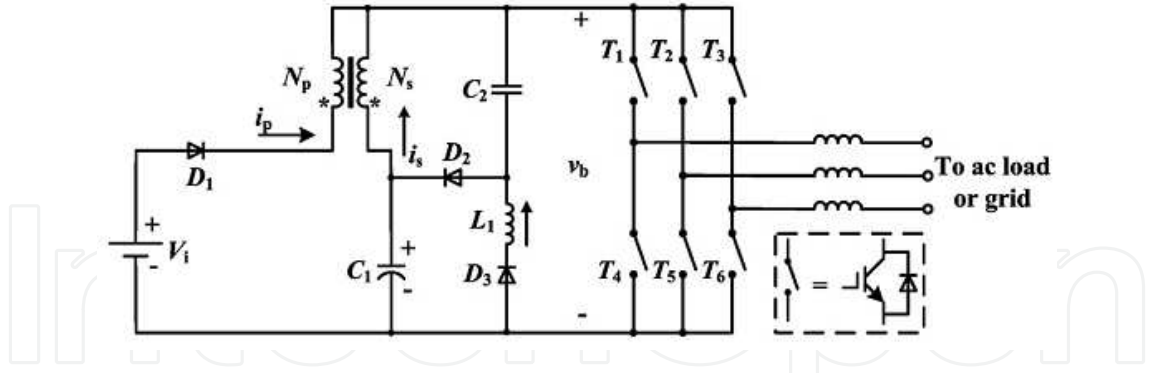 +
T1 T2 T3
Np Ns
* *
C2
ip
is D2
D1
vb
To ac load
or grid
+
Vi
-
L1
+
C1
-
D3
T4 T5 T6
=
-
IntechOpen